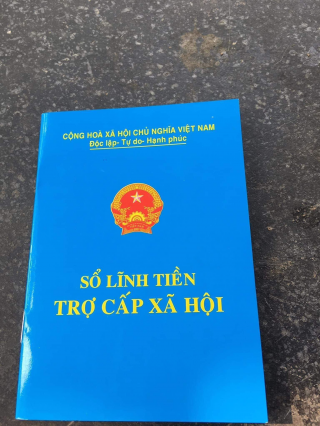 CỘNG HOÀ XÃ HỘI CHỦ NGHĨA VIỆT NAM
Độc lập- Tự do- Hạnh phúc
SỔ LĨNH TIỀN
TRỢ CẤP XÃ HỘI